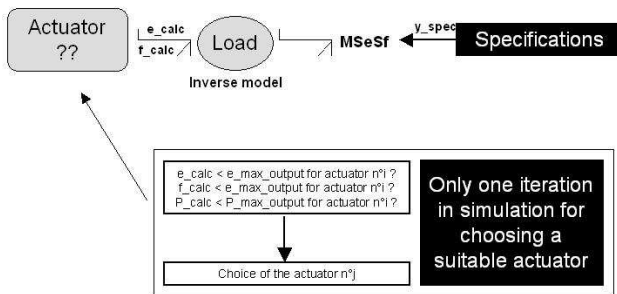 Actuator
??
e_calc
f_calc
Load
Inverse model
MSeSf
y_spec
Specifications
e_calc < e_max_output for actuator n°i ?
f_calc < e_max_output for actuator n°i ?
P_calc < P_max_output for actuator n°i ?
Choice of the actuator n°j
Only one iteration
in simulation for
choosing a
suitable actuator